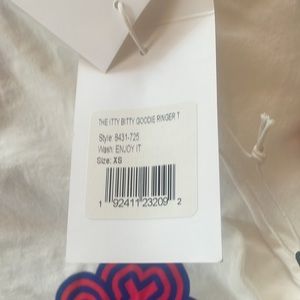 THE ITTY BITTY GOODIE RINGER T
Style: 8431-725
Wash: ENJOY IT
Size: XS
1 92411 23209 2